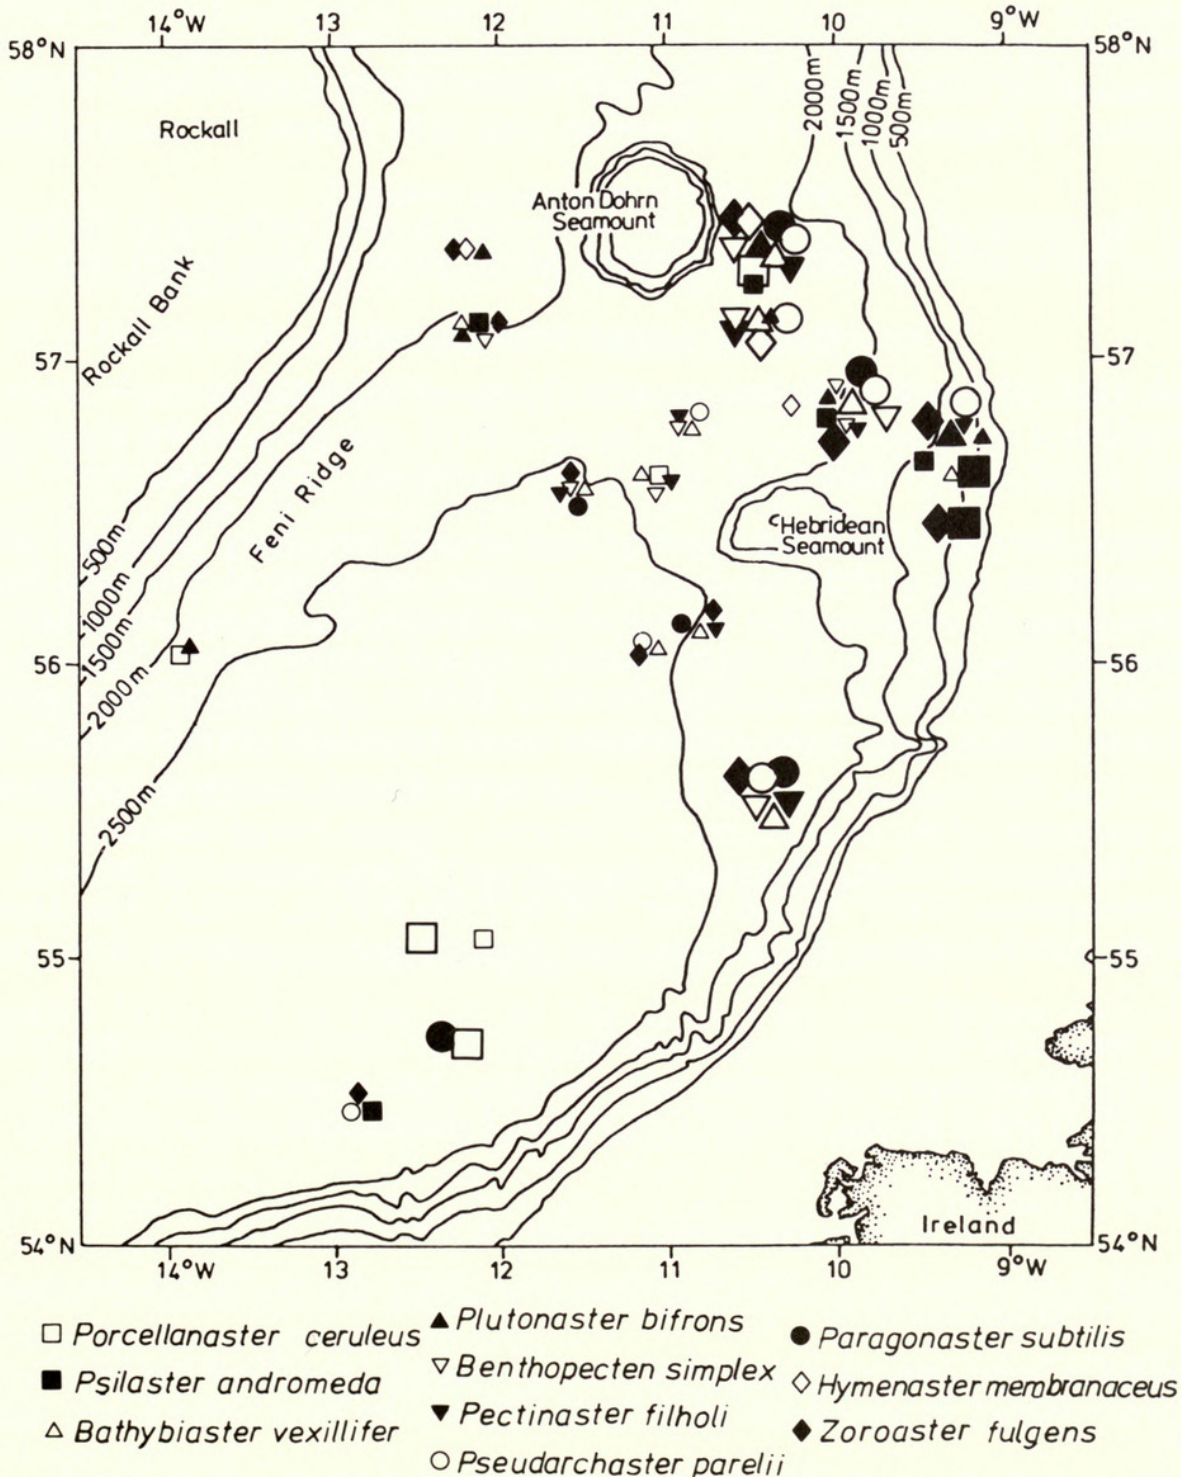 14°W 12 11 10 9°W
58°N 58°N
2000m
1500m
1000m
500m
Rockall
Anton Dohrn
Seamount
Rockall Bank
57 57
Feni Ridge
Hebridean
Seamount
500m
1000m
1500m
2000m
56 56
2500m
55 55
Ireland
54°N 54°N
14°W 13 12 11 10 9°W
Porcellanaster ceruleus
Psilaster andromeda
Bathybiaster vexillifer
Plutonaster bifrons
Benthopecten simplex
Pectinaster filholi
Pseudarchaster parelii
Paragonaster subtilis
Hymenaster membranaceus
Zoroaster fulgens